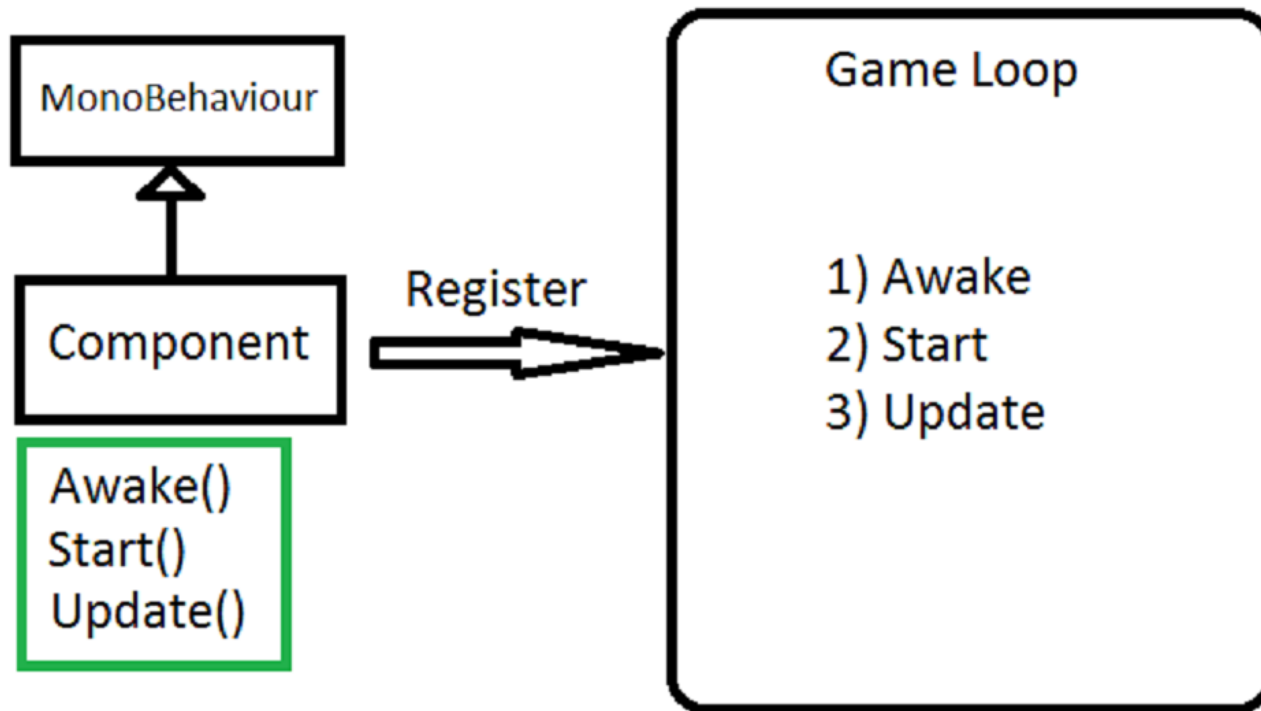 MonoBehaviour
Component
Awake()
Start()
Update()
Register
Game Loop
1) Awake
2) Start
3) Update